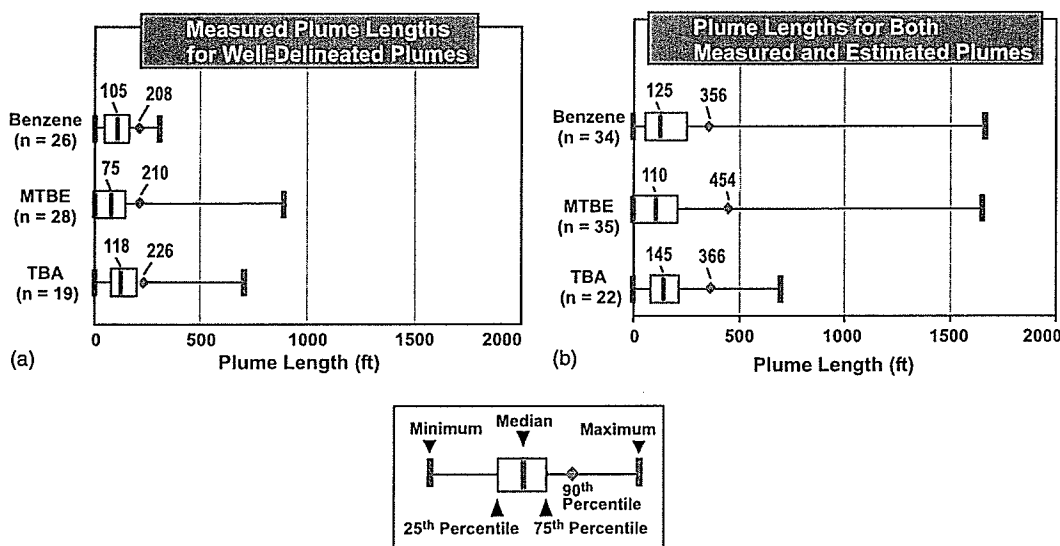 Measured Plume Lengths
for Well-Delineated Plumes
105
208
Benzene
(n = 26)
75
210
MTBE
(n = 28)
118
226
TBA
(n = 19)
0
500
1000
1500
2000
(a)
Plume Length (ft)
Plume Lengths for Both
Measured and Estimated Plumes
125
356
Benzene
(n = 34)
110
454
MTBE
(n = 35)
145
366
TBA
(n = 22)
0
500
1000
1500
2000
(b)
Plume Length (ft)
Median
Minimum
Maximum
90th
Percentile
25th Percentile
75th Percentile